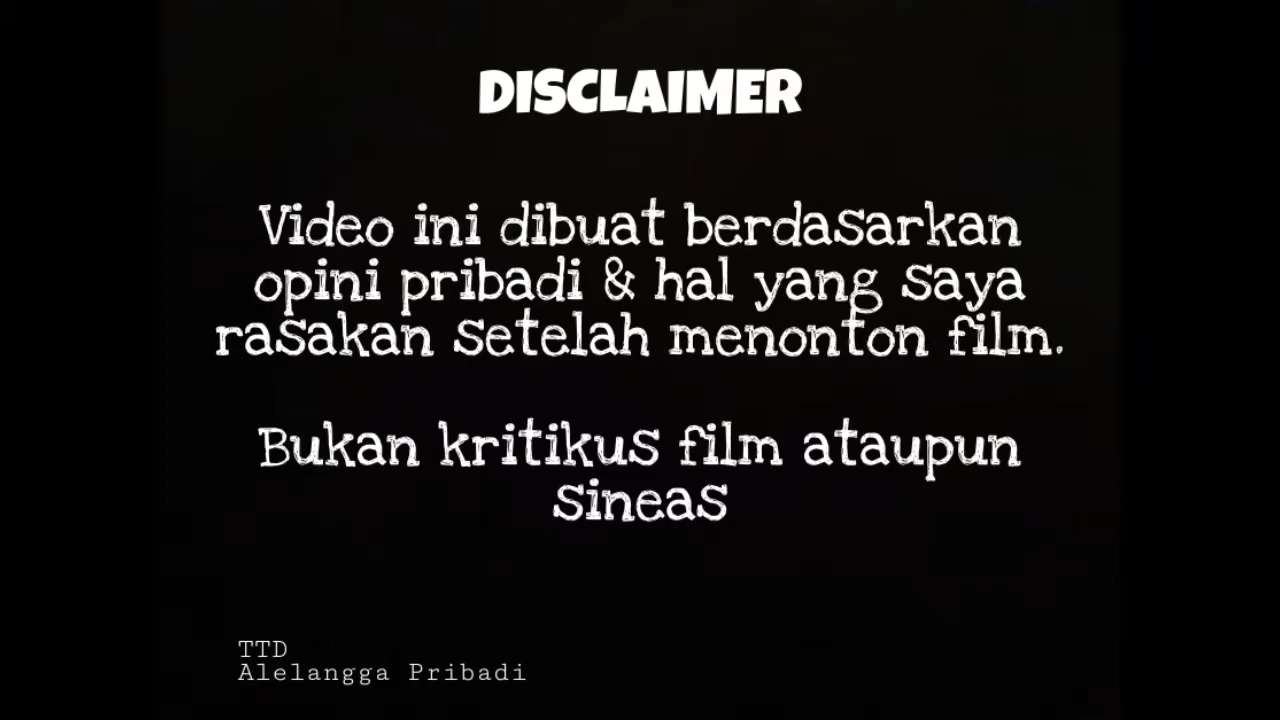 DISCLAIMER
Video ini dibuat berdasarkan
opini pribadi & hal yang saya
rasakan setelah menonton film.
Bukan kritikus film ataupun
sineas
TTD
Alelangga Pribadi